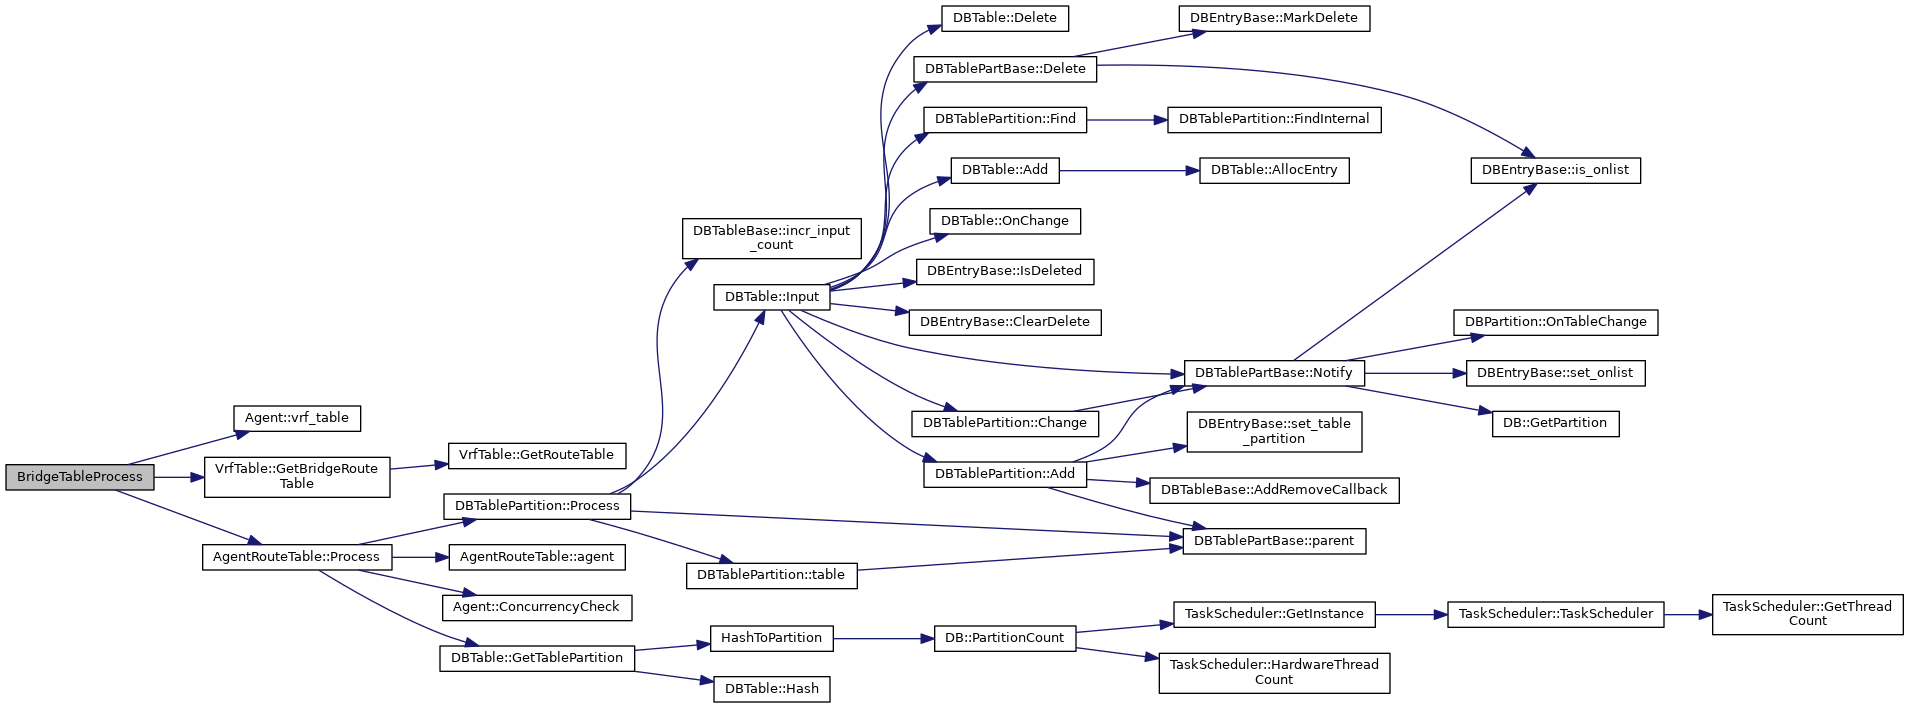 BridgeTableProcess
Agent::vrf_table
VrfTable::GetBridgeRoute
Table
VrfTable::GetRouteTable
AgentRouteTable::Process
DBTablePartition::Process
AgentRouteTable::agent
Agent::ConcurrencyCheck
DBTable::GetTablePartition
DBTableBase::incr_input
_count
DBTable::Input
DBTablePartition::table
HashToPartition
DBTable::Hash
DBTable::Delete
DBTablePartBase::Delete
DBTablePartition::Find
DBTable::Add
DBTable::OnChange
DBEntryBase::IsDeleted
DBEntryBase::ClearDelete
DBTablePartition::Change
DBTablePartition::Add
DB::PartitionCount
DBEntryBase::MarkDelete
DBTablePartition::FindInternal
DBTable::AllocEntry
DBTablePartBase::Notify
DBEntryBase::set_table
_partition
DBTableBase::AddRemoveCallback
DBTablePartBase::parent
TaskScheduler::GetInstance
TaskScheduler::HardwareThread
Count
DBEntryBase::is_onlist
DBPartition::OnTableChange
DBEntryBase::set_onlist
DB::GetPartition
TaskScheduler::TaskScheduler
TaskScheduler::GetThread
Count